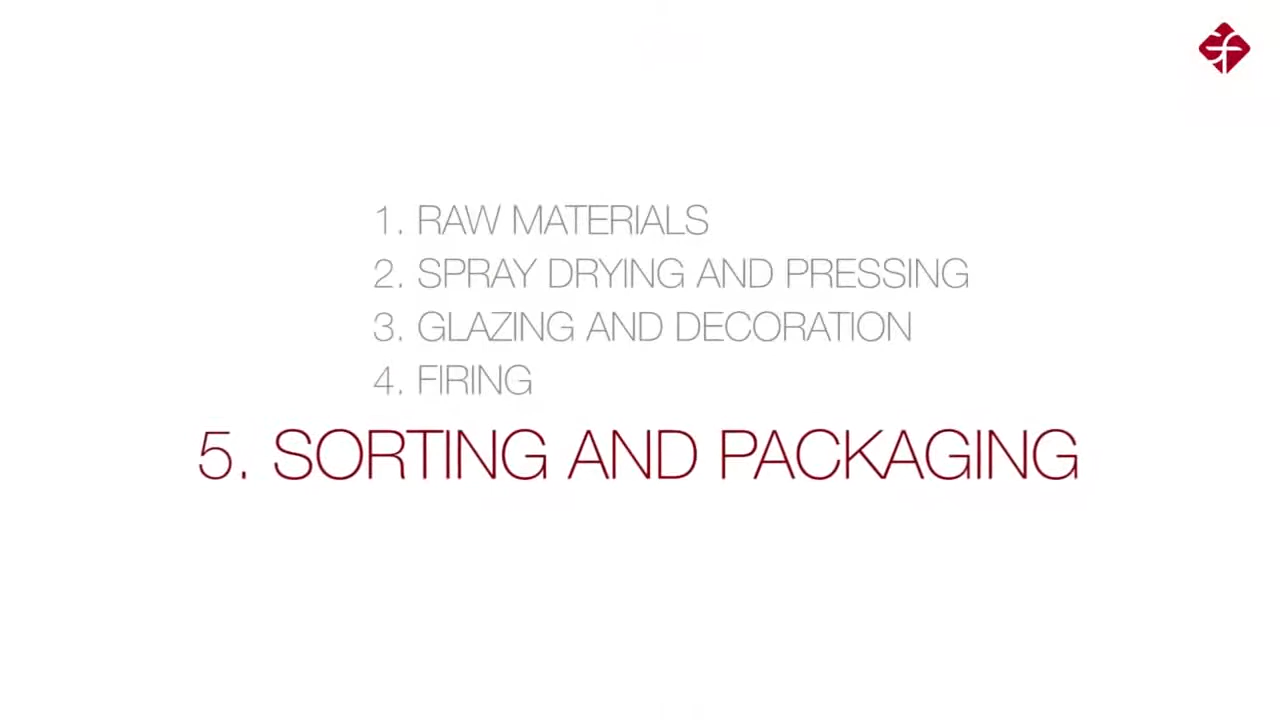 1. RAW MATERIALS
2. SPRAY DRYING AND PRESSING
3. GLAZING AND DECORATION
4. FIRING
5. SORTING AND PACKAGING